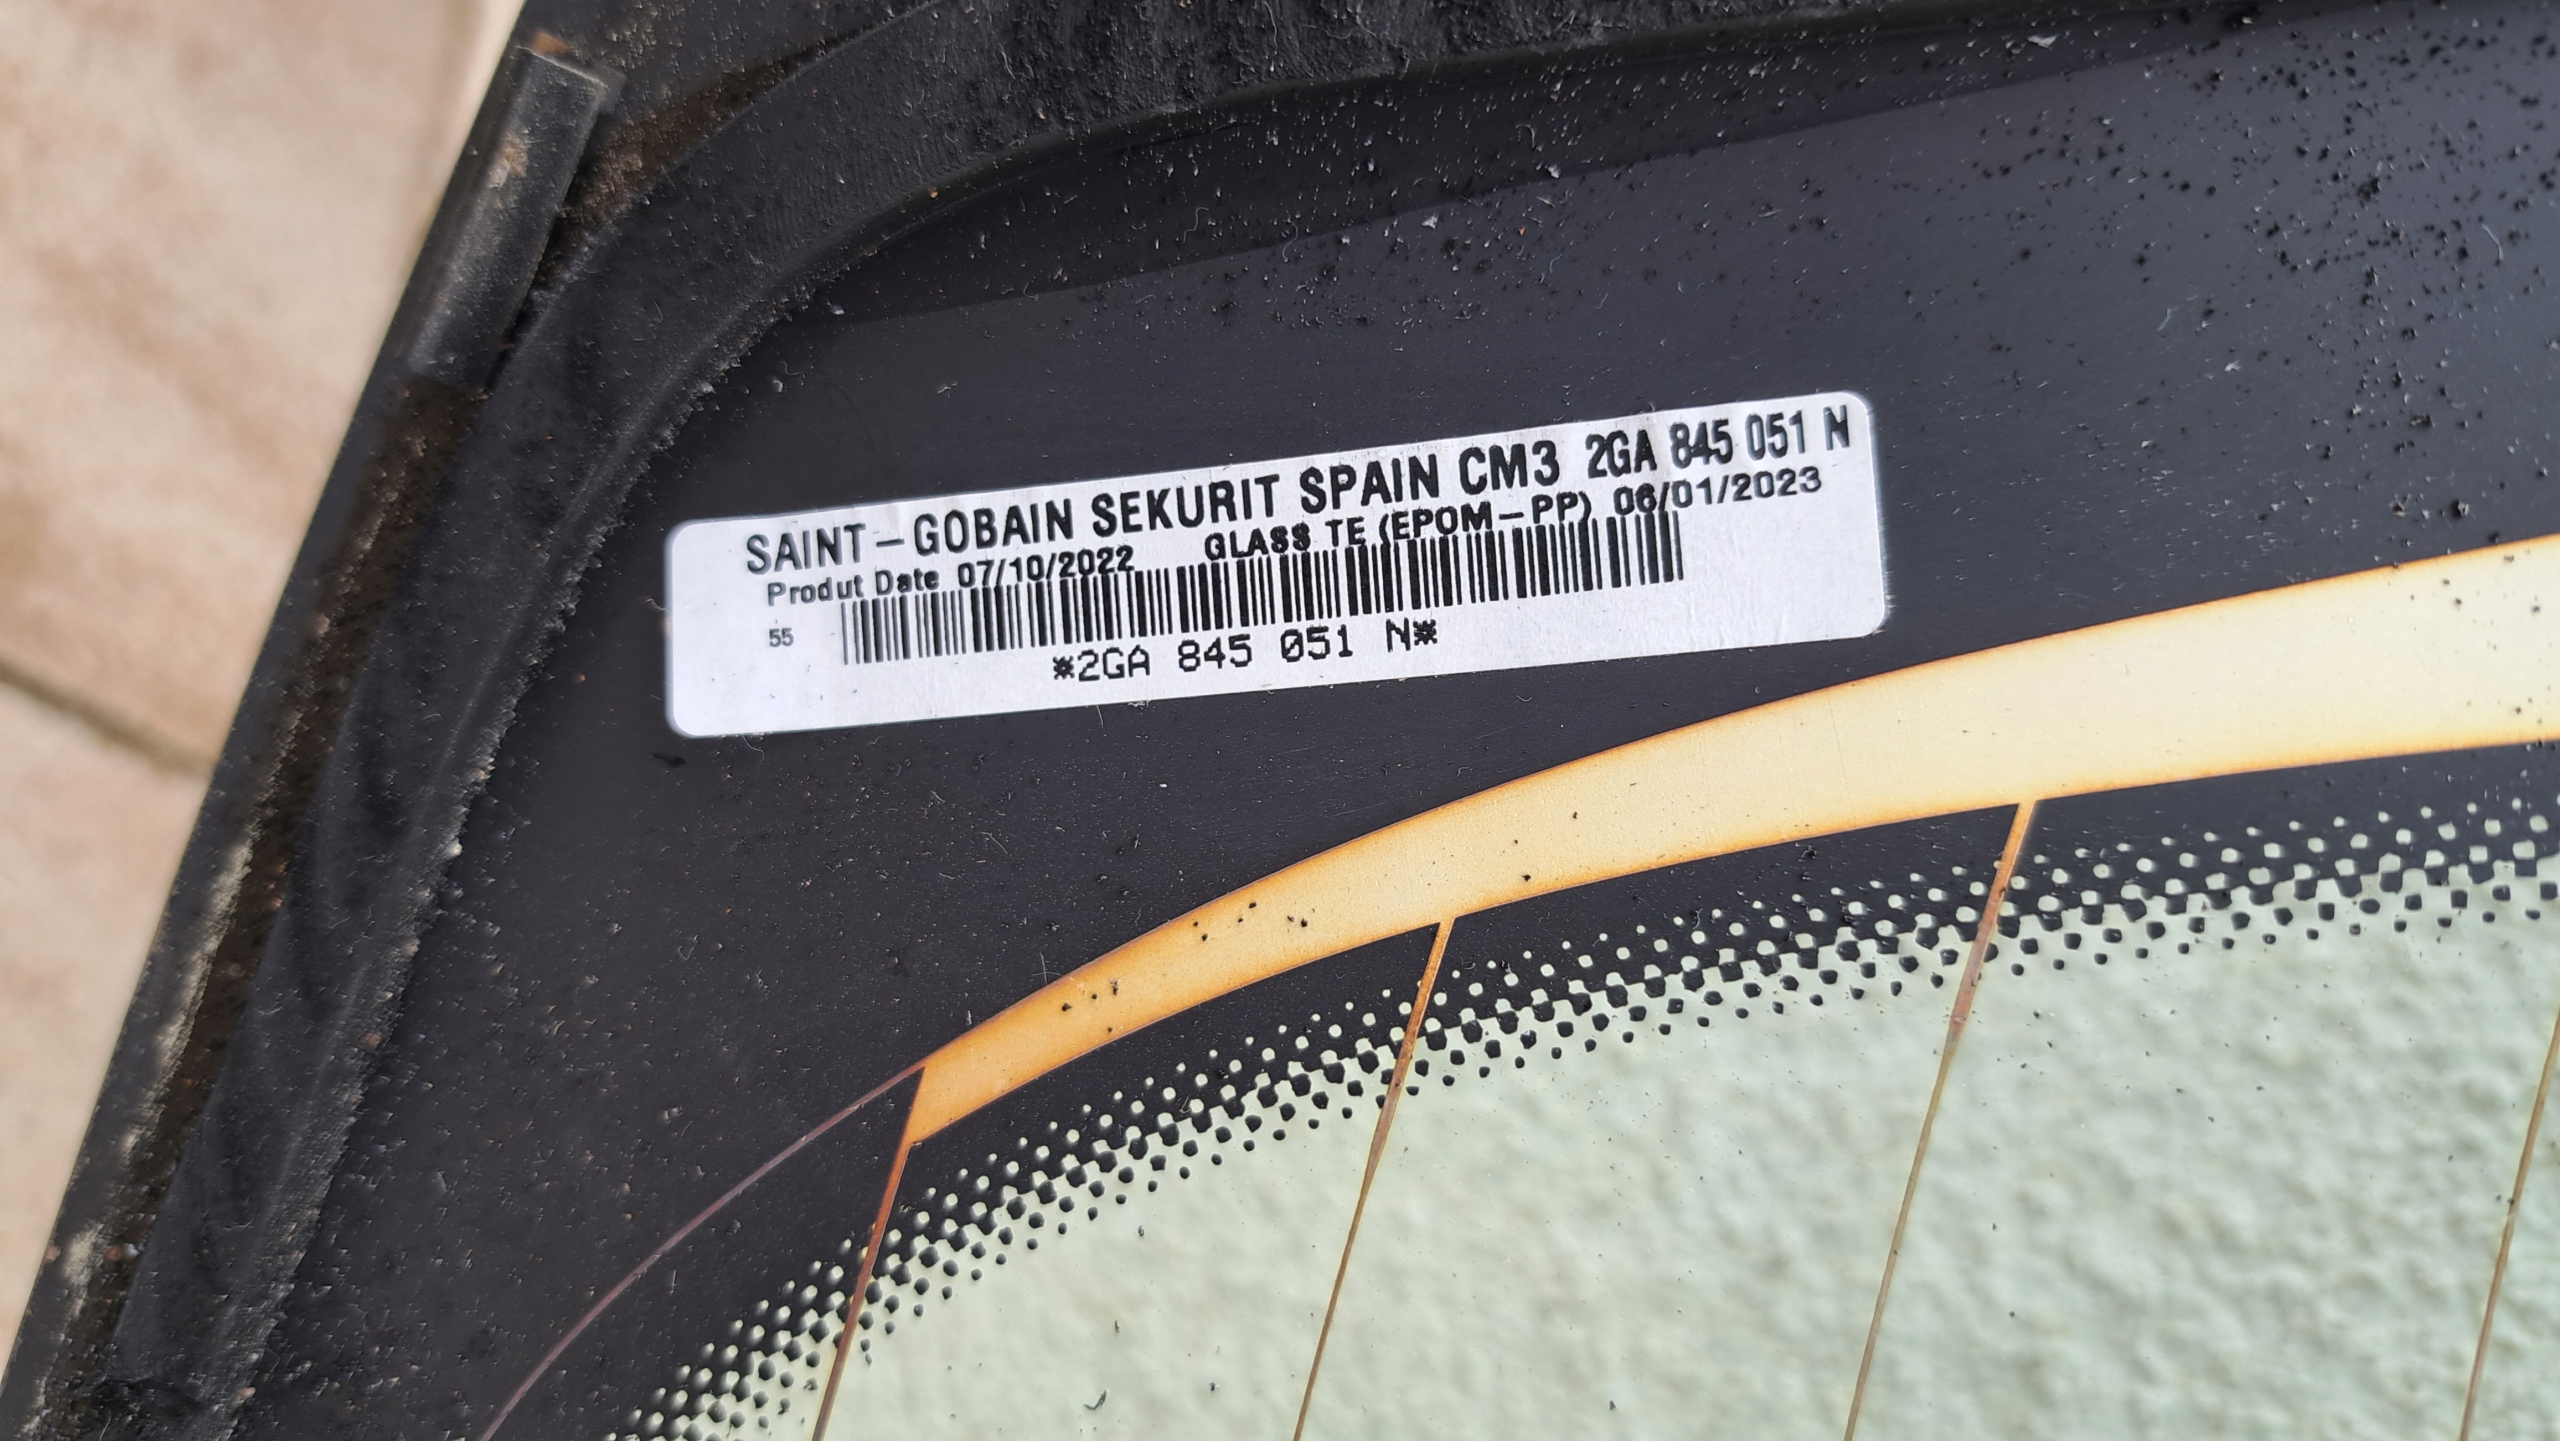 SAINT-GOBAIN SEKURIT SPAIN CM3 2GA 845 051 N
Produt Date 07/10/2022 GLASS TE (EPOM-PP) 06/01/2023
55
*2GA 845 051 N*